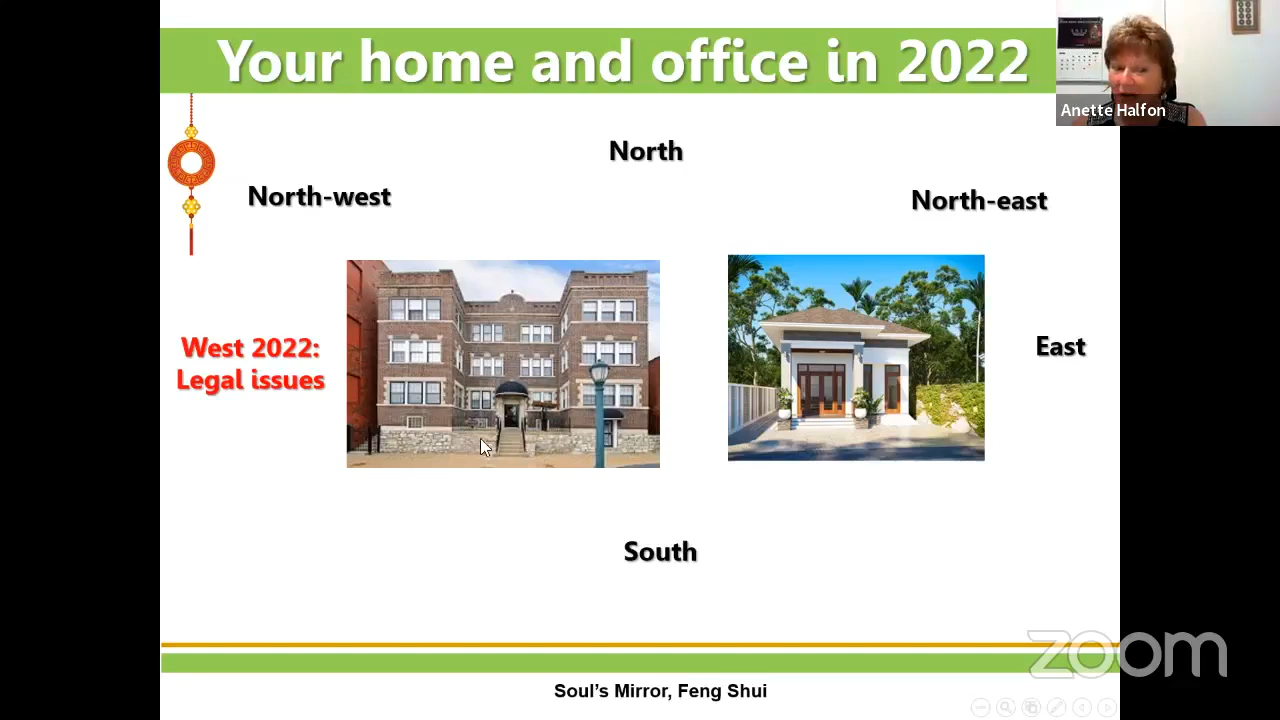 Your home and office in 2022
Anette Halfon
North
North-west
North-east
West 2022:
Legal issues
East
South
zoom
Soul's Mirror, Feng Shui